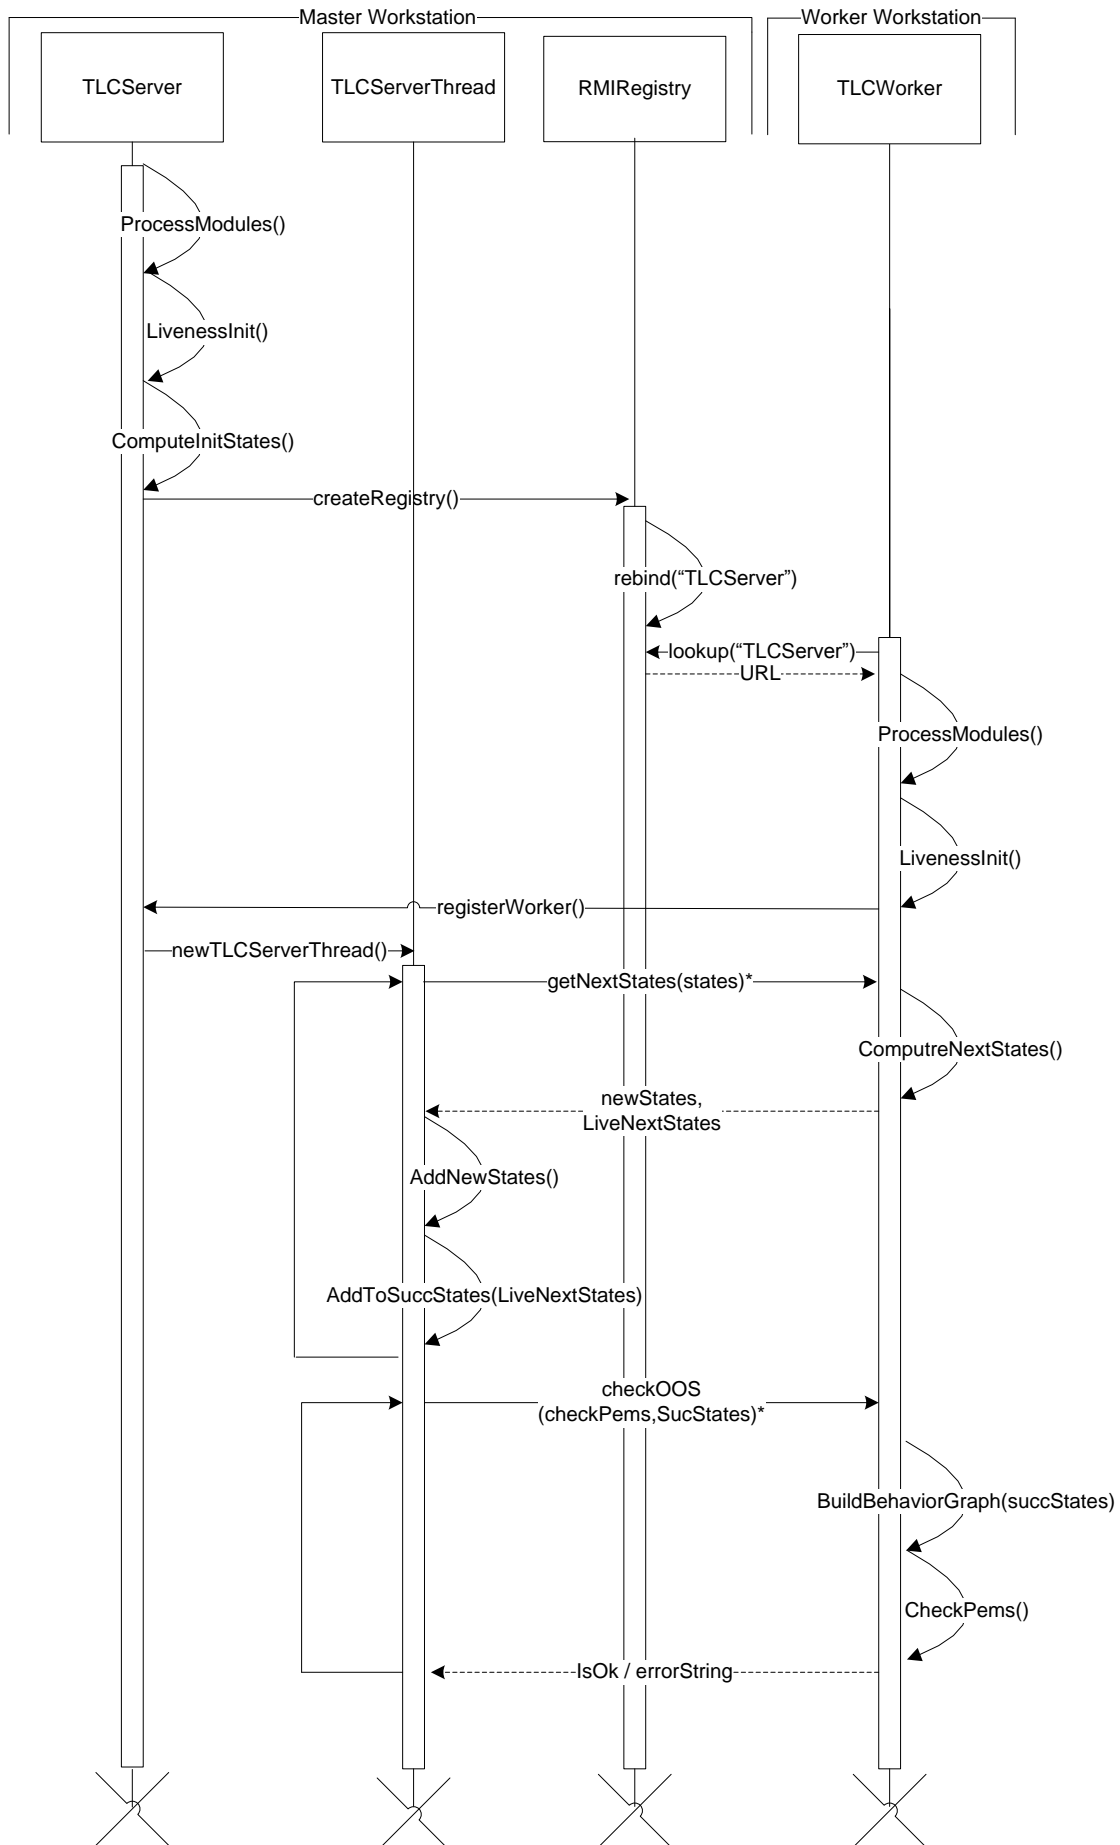 Master Workstation
Worker Workstation
TLCServer
TLCServerThread
RMIRegistry
TLCWorker
ProcessModules()
LivenessInit()
ComputeInitStates()
createRegistry()
rebind(“TLCServer”)
lookup(“TLCServer”)
URL
ProcessModules()
LivenessInit()
registerWorker()
newTLCServerThread()
getNextStates(states)*
ComputreNextStates()
newStates,
LiveNextStates
AddNewStates()
AddToSuccStates(LiveNextStates)
checkOOS
(checkPems,SucStates)*
BuildBehaviorGraph(succStates)
CheckPems()
IsOk / errorString